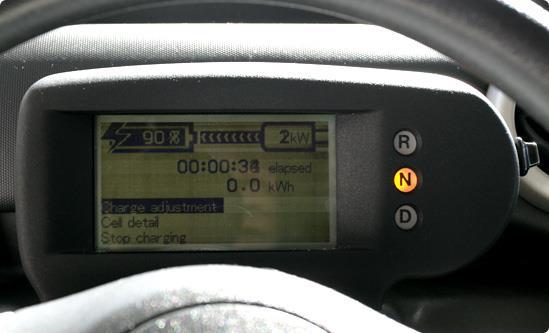 90 % 2kW
00:00:34 elapsed
0.0 kWh
Charge adjustment
Cell detail
Stop charging
R
N
D